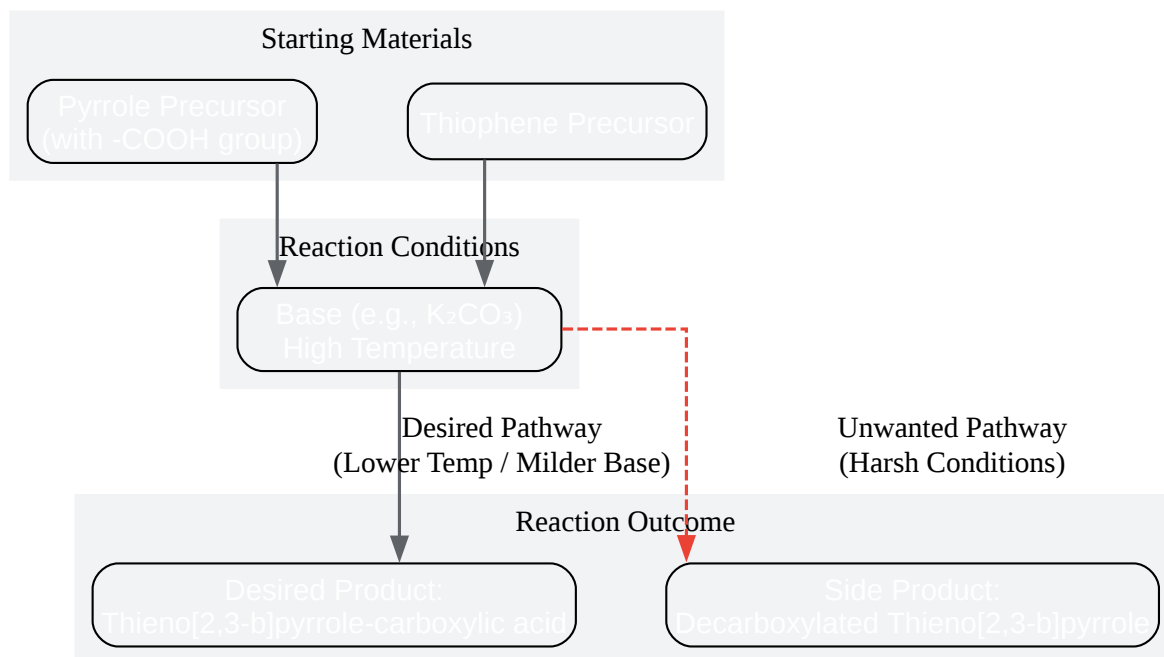 Starting Materials
Pyrrole Precursor
(with -COOH group)
Thiophene Precursor
Reaction Conditions
Base (e.g., K₂CO₃)
High Temperature
Desired Pathway
(Lower Temp / Milder Base)
Unwanted Pathway
(Harsh Conditions)
Reaction Outcome
Desired Product:
Thieno[2,3-b]pyrrole-carboxylic acid
Side Product:
Decarboxylated Thieno[2,3-b]pyrrole